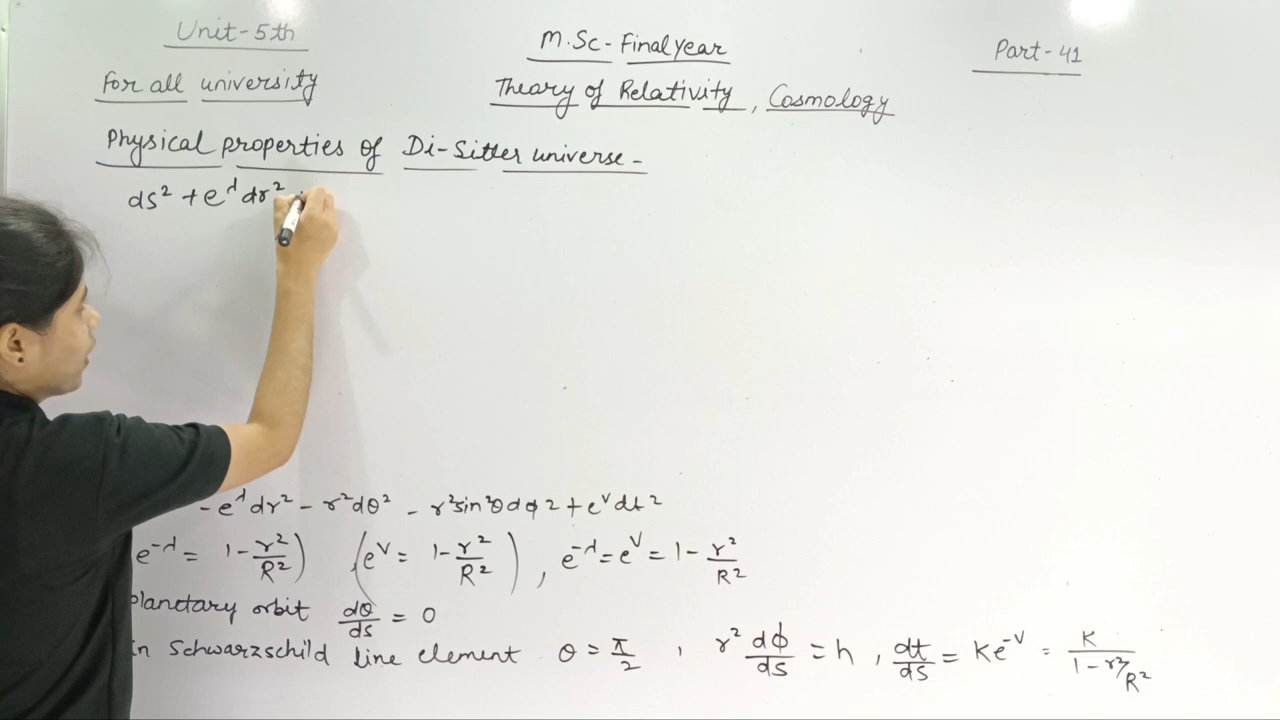 Unit-5th
M.Sc-Final year
Part-41
For all university
Theory of Relativity, Cosmology
Physical properties of Di-Sitter universe-
ds² + e^λ dr²
- e^λ dr² - r²dθ² - r²sin²θ dφ2 + e^ν dt²
e^-λ = 1 - r²/R²) (e^ν = 1 - r²/R²), e^-λ = e^ν = 1 - r²/R²
planetary orbit dθ/ds = 0
in Schwarzschild line element θ = π/2 , r² dφ/ds = h , dt/ds = Ke^-ν = K/(1 - r²/R²)